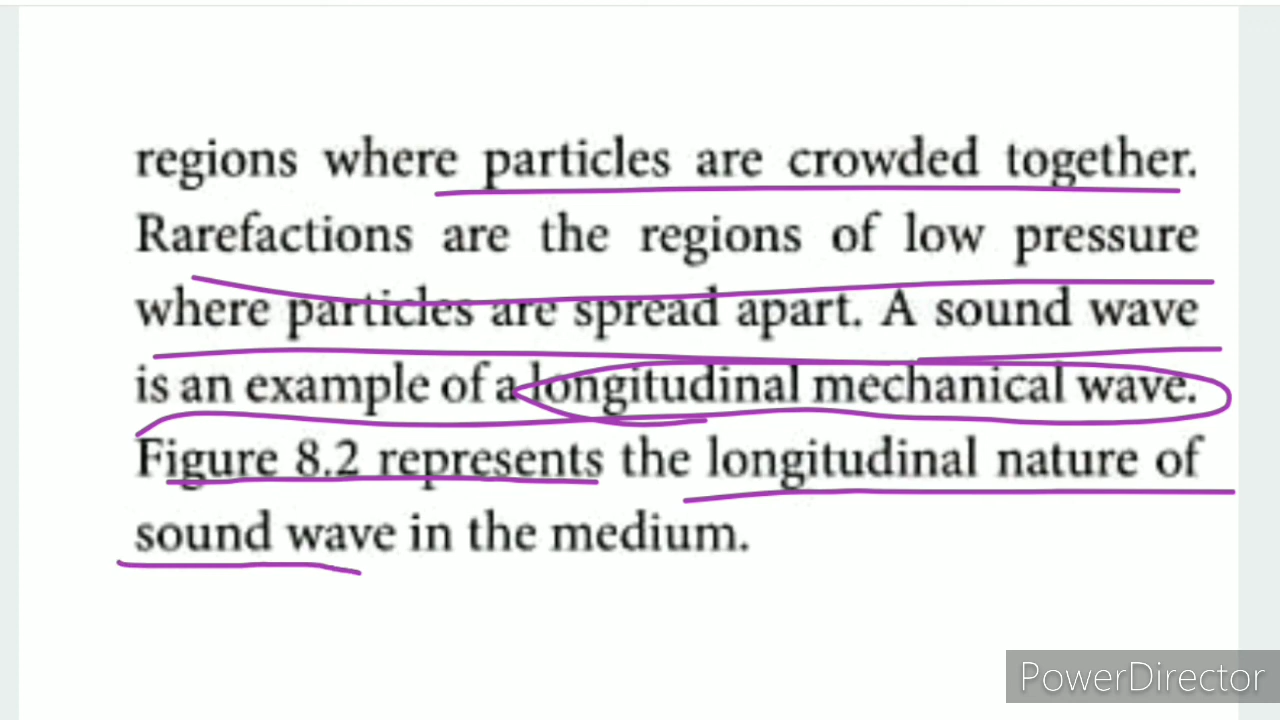 regions where particles are crowded together.
Rarefactions are the regions of low pressure
where particles are spread apart. A sound wave
is an example of a longitudinal mechanical wave.
Figure 8.2 represents the longitudinal nature of
sound wave in the medium.
PowerDirector